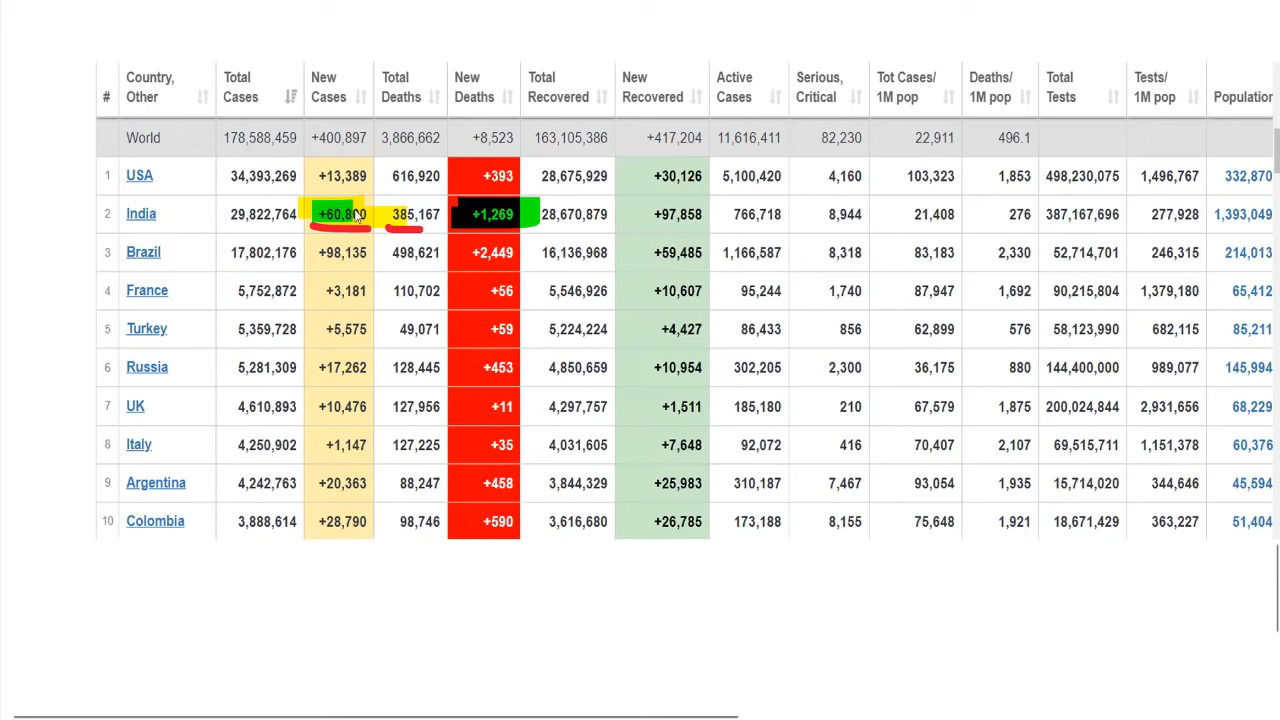 # Country, Other Total Cases New Cases Total Deaths New Deaths Total Recovered New Recovered Active Cases Serious, Critical Tot Cases/ 1M pop Deaths/ 1M pop Total Tests Tests/ 1M pop Population
World 178,588,459 +400,897 3,866,662 +8,523 163,105,386 +417,204 11,616,411 82,230 22,911 496.1
1 USA 34,393,269 +13,389 616,920 +393 28,675,929 +30,126 5,100,420 4,160 103,323 1,853 498,230,075 1,496,767 332,870
2 India 29,822,764 +60,800 385,167 +1,269 28,670,879 +97,858 766,718 8,944 21,408 276 387,167,696 277,928 1,393,049
3 Brazil 17,802,176 +98,135 498,621 +2,449 16,136,968 +59,485 1,166,587 8,318 83,183 2,330 52,714,701 246,315 214,013
4 France 5,752,872 +3,181 110,702 +56 5,546,926 +10,607 95,244 1,740 87,947 1,692 90,215,804 1,379,180 65,412
5 Turkey 5,359,728 +5,575 49,071 +59 5,224,224 +4,427 86,433 856 62,899 576 58,123,990 682,115 85,211
6 Russia 5,281,309 +17,262 128,445 +453 4,850,659 +10,954 302,205 2,300 36,175 880 144,400,000 989,077 145,994
7 UK 4,610,893 +10,476 127,956 +11 4,297,757 +1,511 185,180 210 67,579 1,875 200,024,844 2,931,656 68,229
8 Italy 4,250,902 +1,147 127,225 +35 4,031,605 +7,648 92,072 416 70,407 2,107 69,515,711 1,151,378 60,376
9 Argentina 4,242,763 +20,363 88,247 +458 3,844,329 +25,983 310,187 7,467 93,054 1,935 15,714,020 344,646 45,594
10 Colombia 3,888,614 +28,790 98,746 +590 3,616,680 +26,785 173,188 8,155 75,648 1,921 18,671,429 363,227 51,404